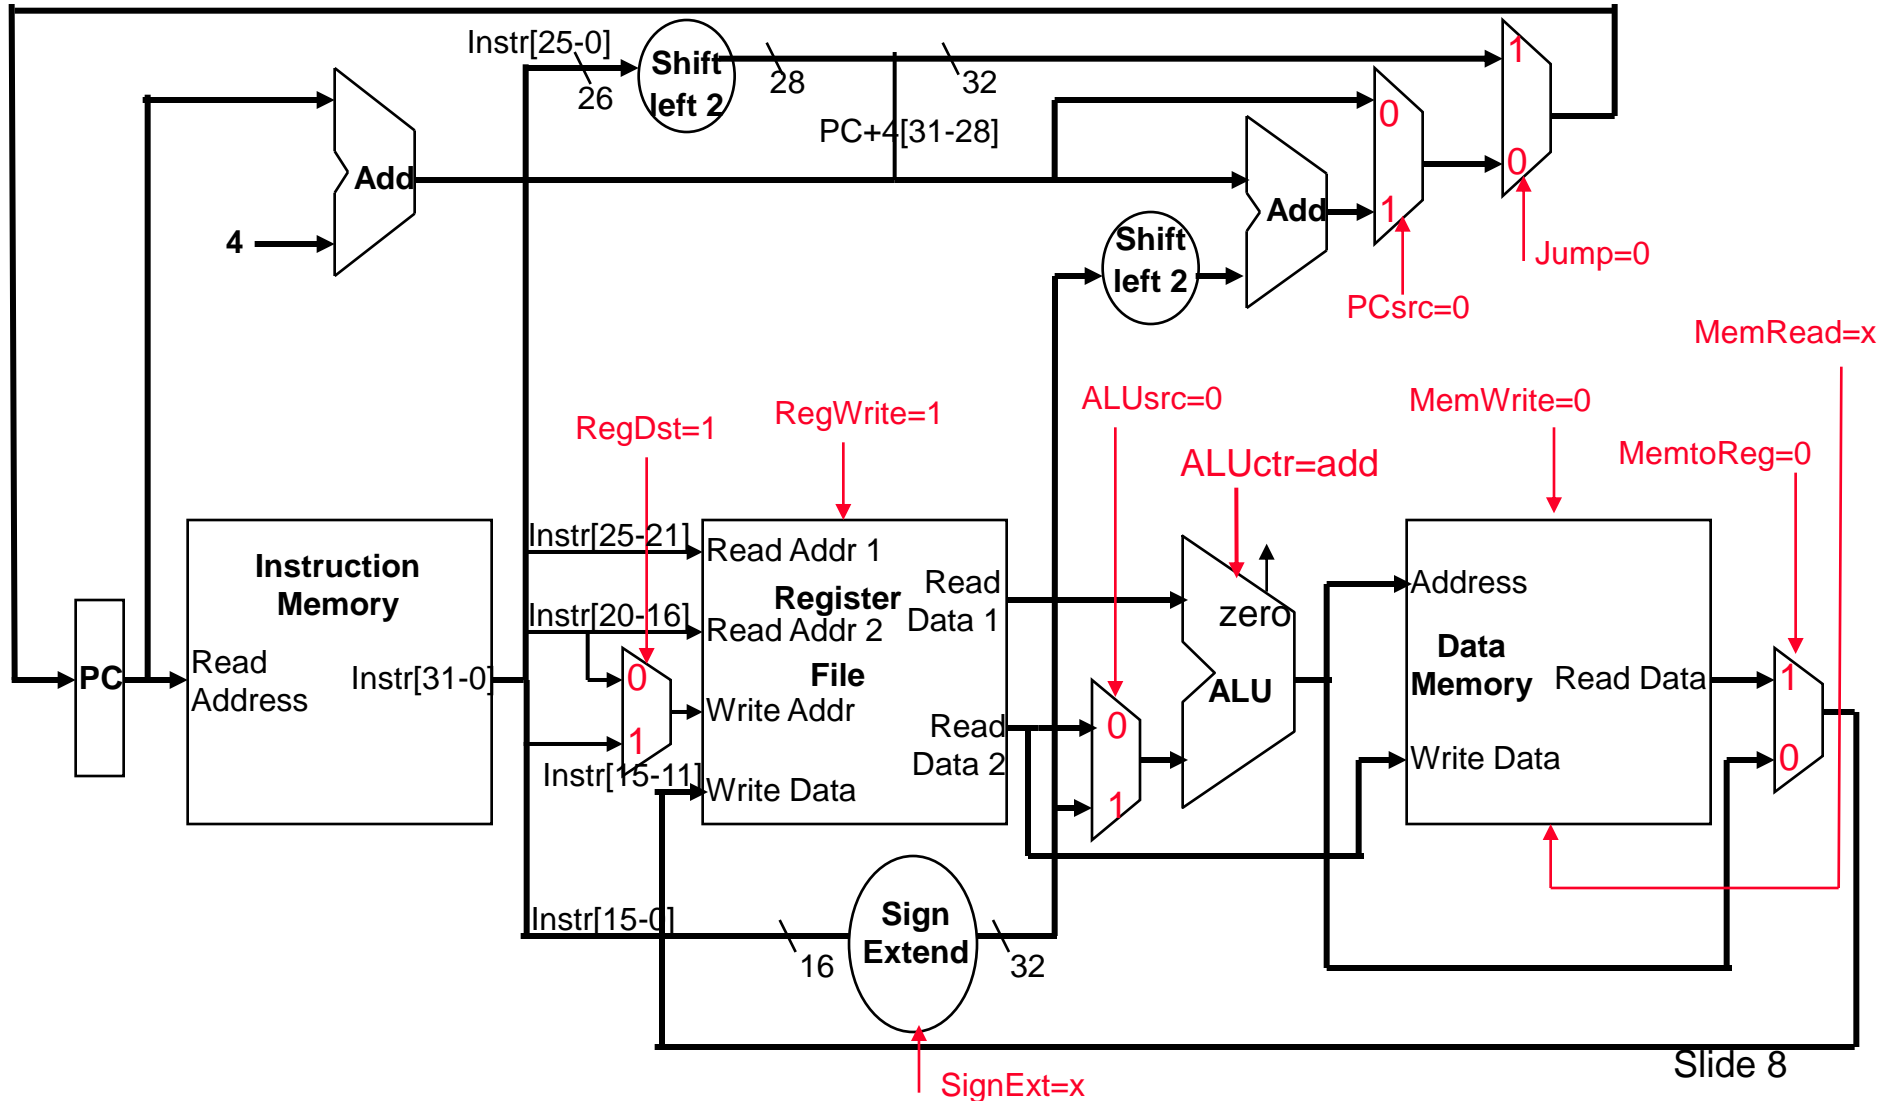 Instr[25-0]
Shift
left 2
26
28
32
PC+4[31-28]
1
0
0
1
Add
4
Add
Shift
left 2
Jump=0
PCsrc=0
MemRead=x
RegDst=1
RegWrite=1
ALUsrc=0
MemWrite=0
ALUctr=add
MemtoReg=0
PC
Instruction
Memory
Read
Address
Instr[31-0]
Instr[25-21]
Instr[20-16]
0
1
Instr[15-11]
Read Addr 1
Register
Read Addr 2
File
Write Addr
Write Data
Read
Data 1
Read
Data 2
0
1
zero
ALU
Address
Data
Memory
Read Data
Write Data
1
0
Instr[15-0]
16
Sign
Extend
32
SignExt=x
Slide 8